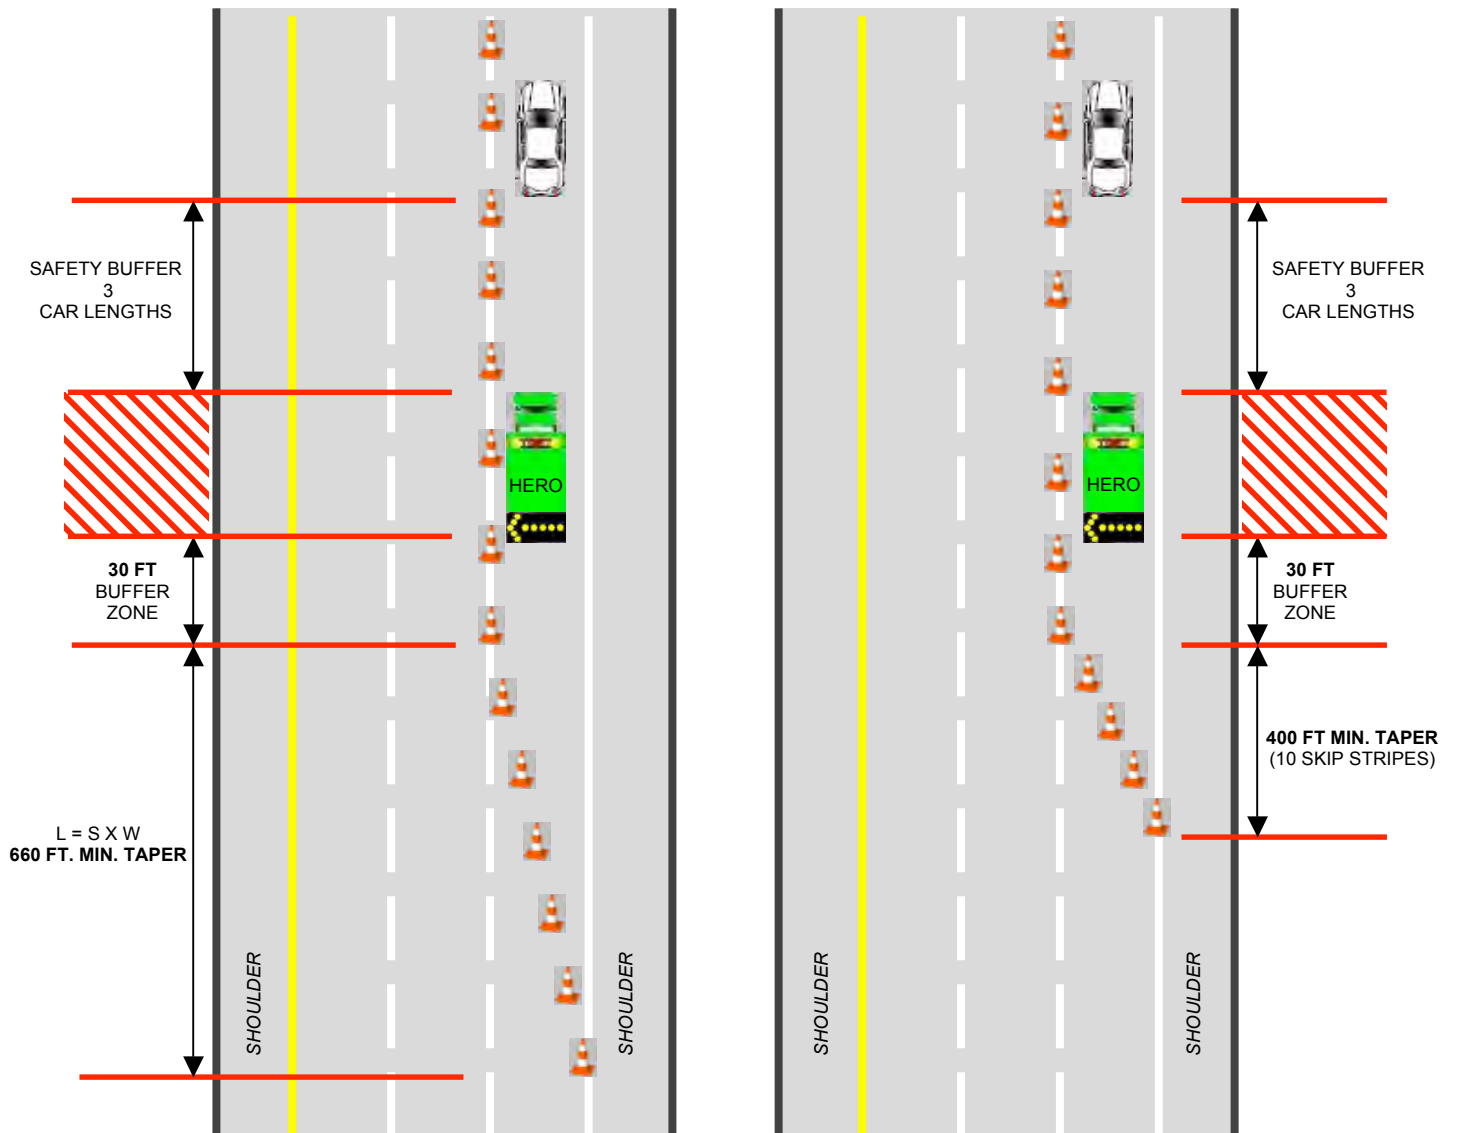 SAFETY BUFFER
3
CAR LENGTHS
HERO
30 FT
BUFFER
ZONE
L = S X W
660 FT. MIN. TAPER
SHOULDER
SHOULDER
SAFETY BUFFER
3
CAR LENGTHS
HERO
30 FT
BUFFER
ZONE
400 FT MIN. TAPER
(10 SKIP STRIPES)
SHOULDER
SHOULDER